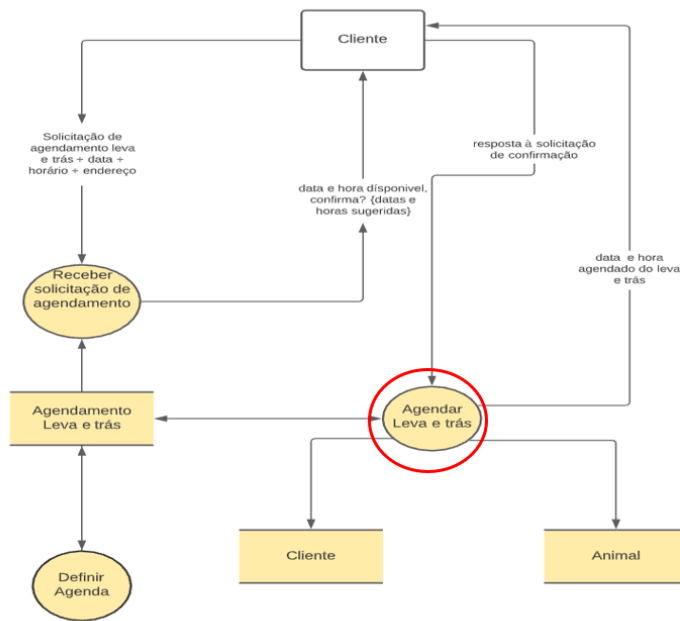 Cliente
Solicitação de
agendamento leva
e trás + data +
horário + endereço
resposta à solicitação
de confirmação
data e hora dísponivel,
confirma? {datas e
horas sugeridas}
data e hora
agendado do leva
e trás
Receber
solicitação de
agendamento
Agendamento
Leva e trás
Agendar
Leva e trás
Cliente
Animal
Definir
Agenda